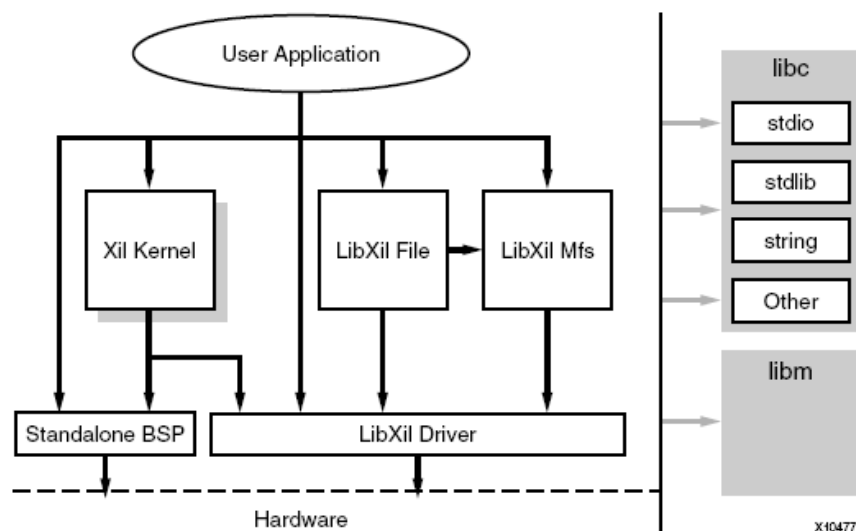 User Application
libc
stdio
stdlib
string
Other
Xil Kernel
LibXil File
LibXil Mfs
libm
Standalone BSP
LibXil Driver
Hardware
X10477